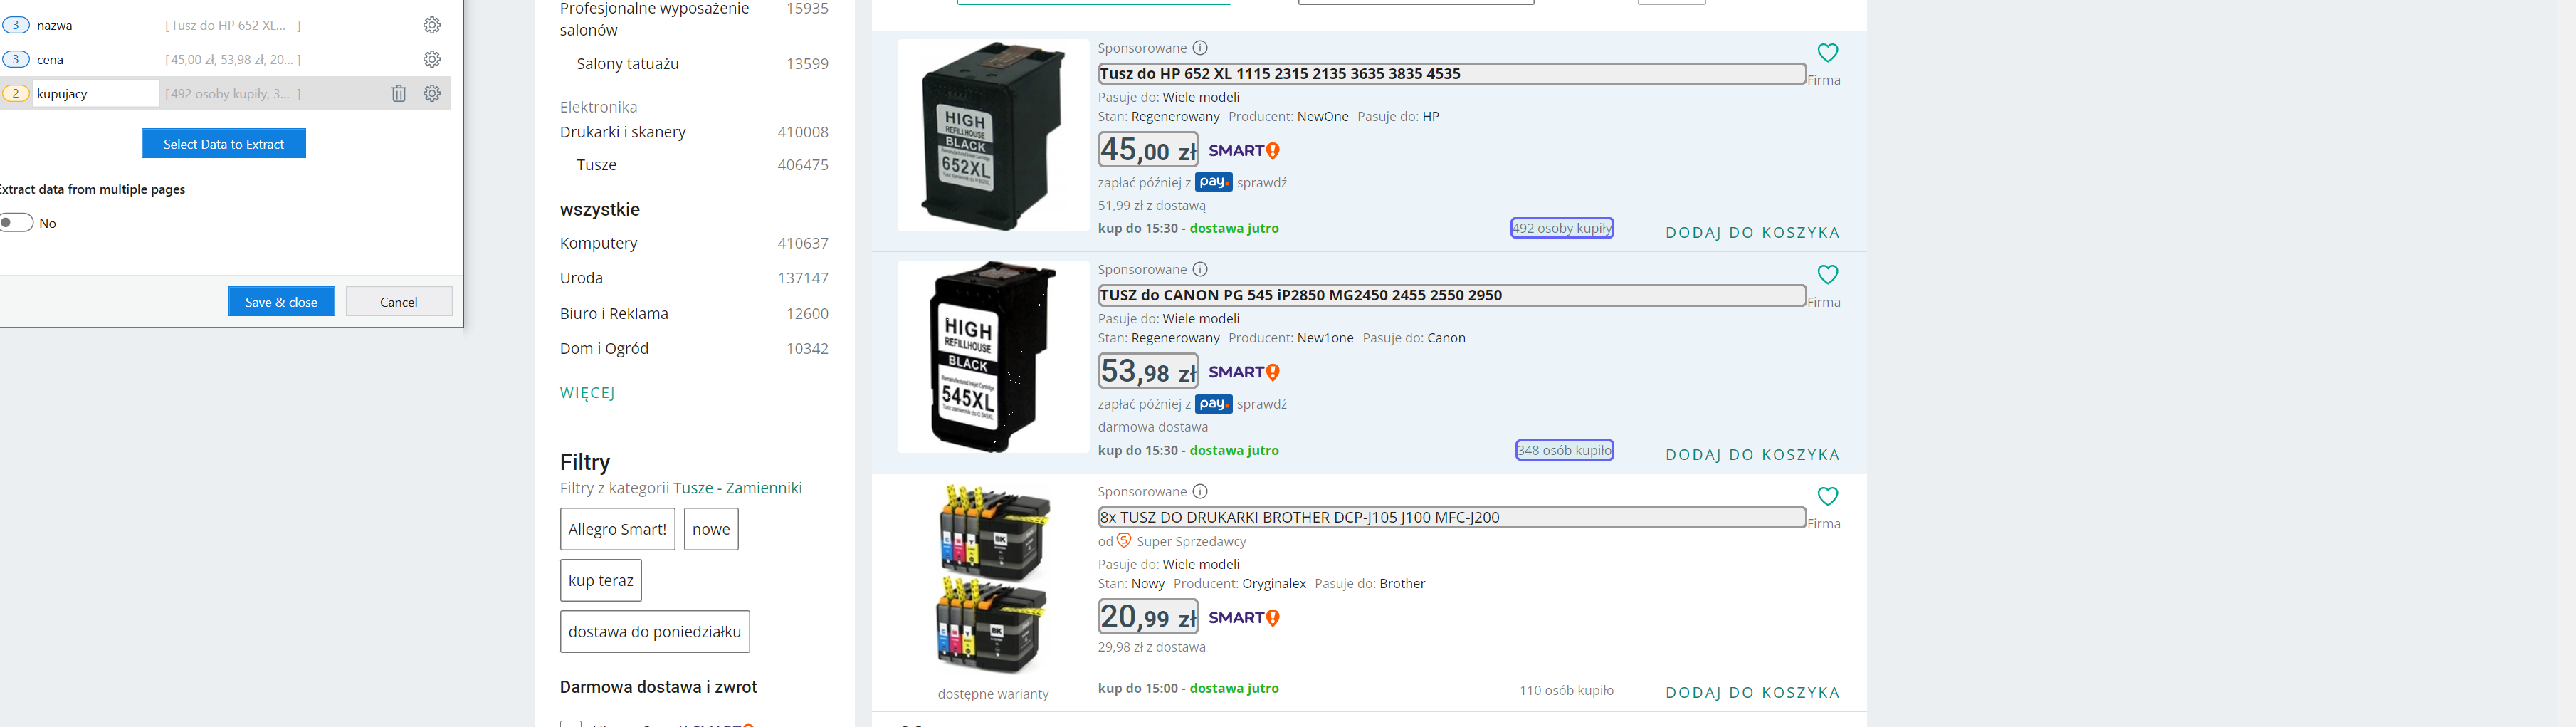 3 nazwa [Tusz do HP 652 XL... ]
3 cena [45,00 zł, 53,98 zł, 20... ]
2 kupujacy [492 osoby kupiły, 3... ]
Select Data to Extract
Extract data from multiple pages
No
Save & close Cancel
Profesjonalne wyposażenie salonów 15935
Salony tatuażu 13599
Elektronika
Drukarki i skanery 410008
Tusze 406475
wszystkie
Komputery 410637
Uroda 137147
Biuro i Reklama 12600
Dom i Ogród 10342
WIĘCEJ
Filtry
Filtry z kategorii Tusze - Zamienniki
Allegro Smart! nowe
kup teraz
dostawa do poniedziałku
Darmowa dostawa i zwrot
Sponsorowane
Tusz do HP 652 XL 1115 2315 2135 3635 3835 4535
Firma
Pasuje do: Wiele modeli
Stan: Regenerowany Producent: NewOne Pasuje do: HP
45,00 zł SMART!
zapłać później z pay. sprawdź
51,99 zł z dostawą
kup do 15:30 - dostawa jutro 492 osoby kupiły DODAJ DO KOSZYKA
HIGH
REFILLHOUSE
BLACK
652XL
Sponsorowane
TUSZ do CANON PG 545 iP2850 MG2450 2455 2550 2950
Firma
Pasuje do: Wiele modeli
Stan: Regenerowany Producent: New1one Pasuje do: Canon
53,98 zł SMART!
zapłać później z pay. sprawdź
darmowa dostawa
kup do 15:30 - dostawa jutro 348 osób kupiło DODAJ DO KOSZYKA
HIGH
REFILLHOUSE
BLACK
545XL
Sponsorowane
8x TUSZ DO DRUKARKI BROTHER DCP-J105 J100 MFC-J200
Firma
od Super Sprzedawcy
Pasuje do: Wiele modeli
Stan: Nowy Producent: Oryginalex Pasuje do: Brother
20,99 zł SMART!
29,98 zł z dostawą
kup do 15:00 - dostawa jutro 110 osób kupiło DODAJ DO KOSZYKA
dostępne warianty